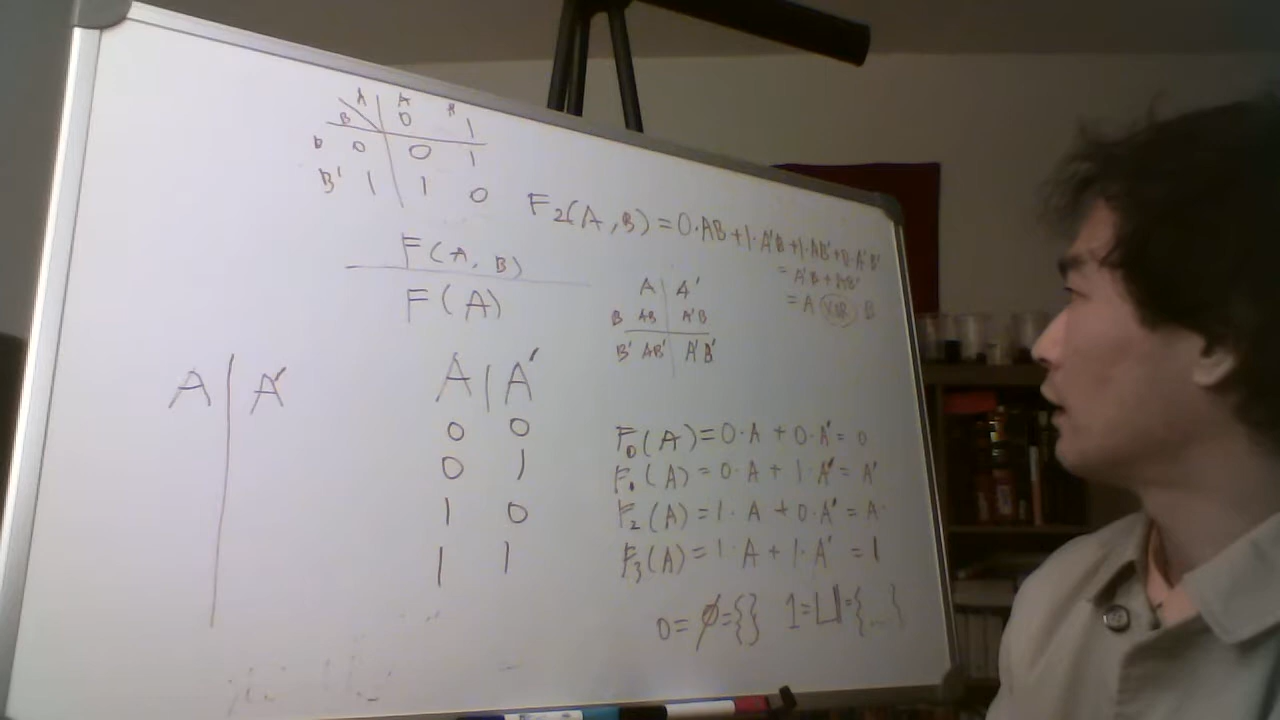 A A A
B 0 1
0 0 1
B' 1 1 0
F₂(A,B) = 0·AB+1·A'B+1·AB'+0·A'B'
= A'B+AB'
= A XOR B
F(A,B)
F(A)
A A'
B AB A'B
B' AB' A'B'
A A'
A A'
0 0
0 1
1 0
1 1
F₀(A)=0·A+0·A'=0
F₁(A)=0·A+1·A'=A'
F₂(A)=1·A+0·A'=A
F₃(A)=1·A+1·A'=1
0=∅={} 1=U={...}